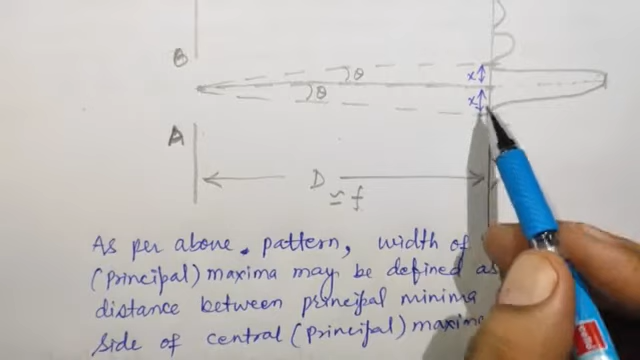 B
θ
x
θ
x
A
D
≃ f
As per above pattern, width of
(Principal) maxima may be defined as
distance between principal minima
side of central (Principal) maxima